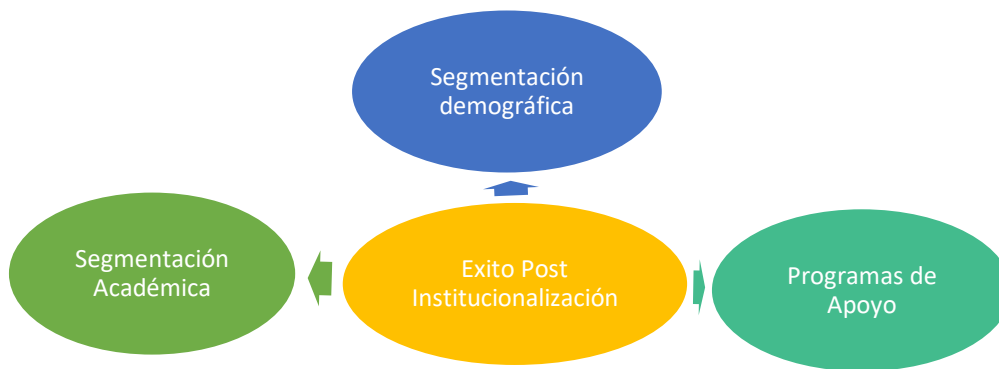 Segmentación
demográfica
Segmentación
Académica
Exito Post
Institucionalización
Programas de
Apoyo